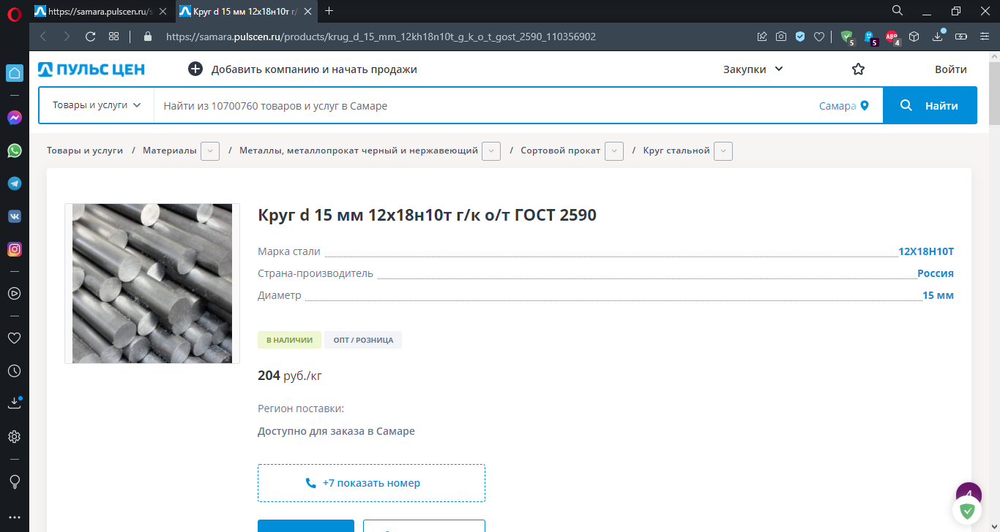 https://samara.pulscen.ru/s
Круг d 15 мм 12х18н10т г/
https://samara.pulscen.ru/products/krug_d_15_mm_12kh18n10t_g_k_o_t_gost_2590_110356902
5
5
ABP
4
ПУЛЬС ЦЕН
Добавить компанию и начать продажи
Закупки
Войти
Товары и услуги
Найти из 10700760 товаров и услуг в Самаре
Самара
Найти
Товары и услуги / Материалы / Металлы, металлопрокат черный и нержавеющий / Сортовой прокат / Круг стальной
Круг d 15 мм 12х18н10т г/к о/т ГОСТ 2590
Марка стали 12Х18Н10Т
Страна-производитель Россия
Диаметр 15 мм
В НАЛИЧИИ
ОПТ / РОЗНИЦА
204 руб./кг
Регион поставки:
Доступно для заказа в Самаре
+7 показать номер
4